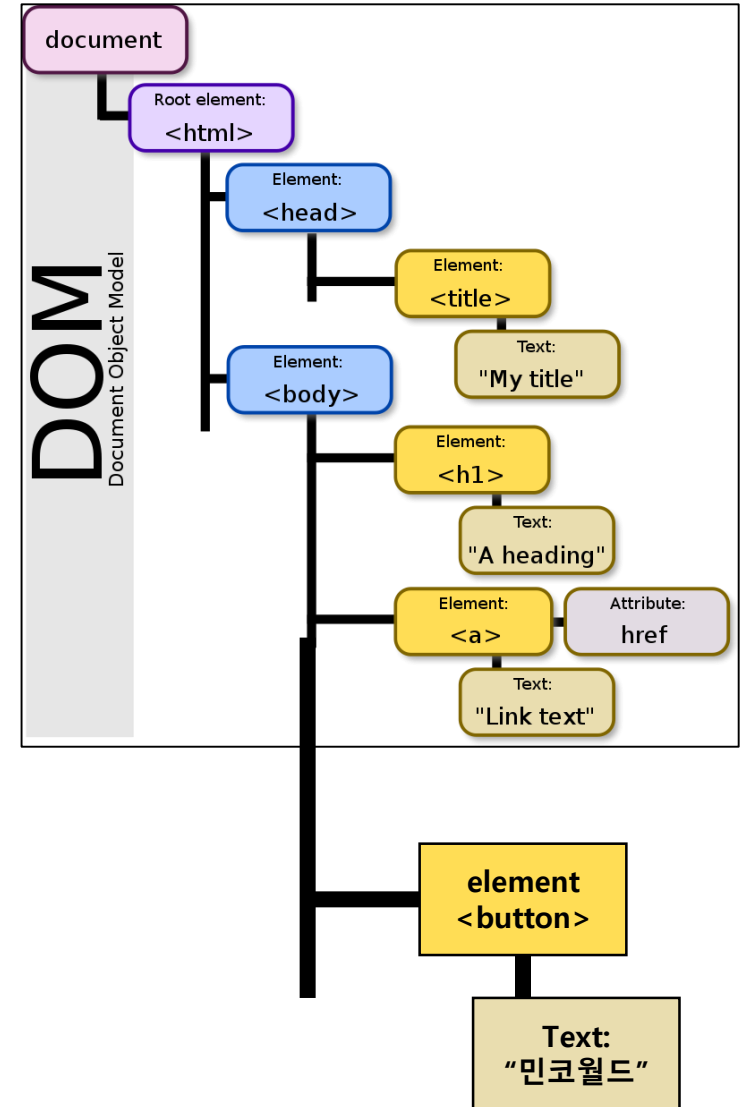 document
Root element:
<html>
Element:
<head>
Element:
<title>
Text:
"My title"
DOM
Document Object Model
Element:
<body>
Element:
<h1>
Text:
"A heading"
Element:
<a>
Attribute:
href
Text:
"Link text"
element
<button>
Text:
“민코월드”